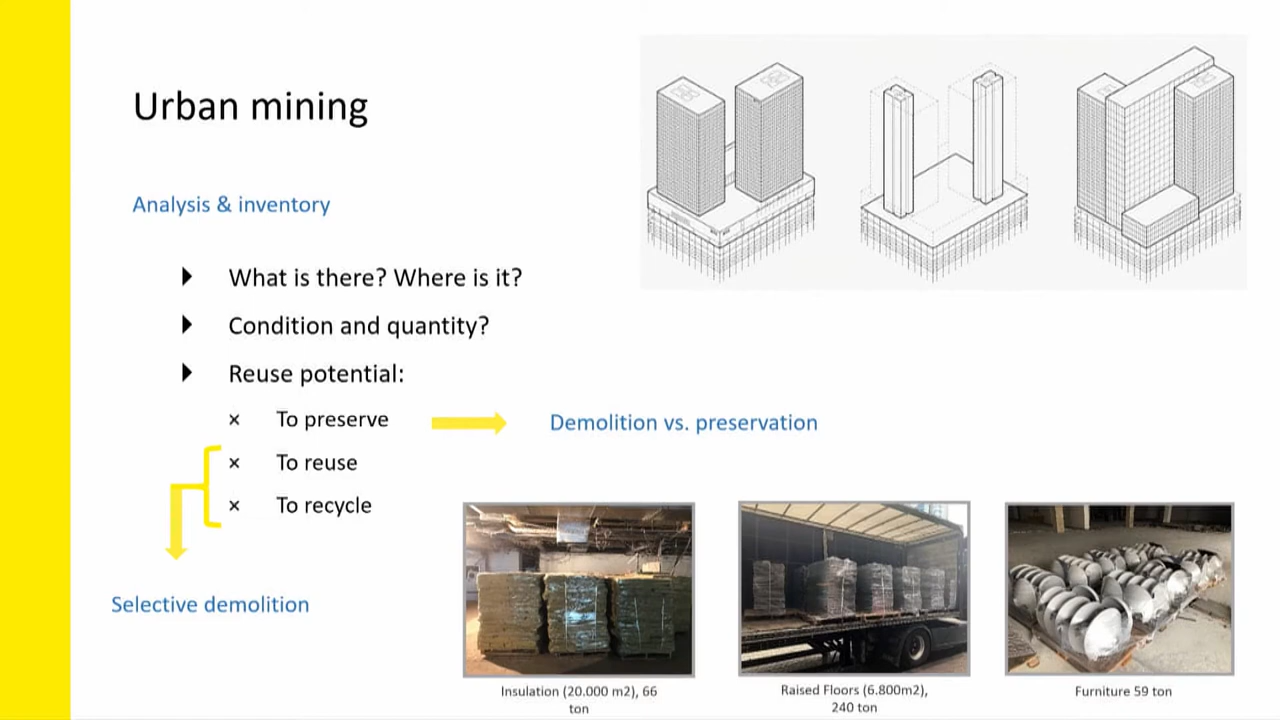 Urban mining
Analysis & inventory
What is there? Where is it?
Condition and quantity?
Reuse potential:
To preserve
Demolition vs. preservation
To reuse
To recycle
Selective demolition
Insulation (20.000 m2), 66
ton
Raised Floors (6.800m2),
240 ton
Furniture 59 ton